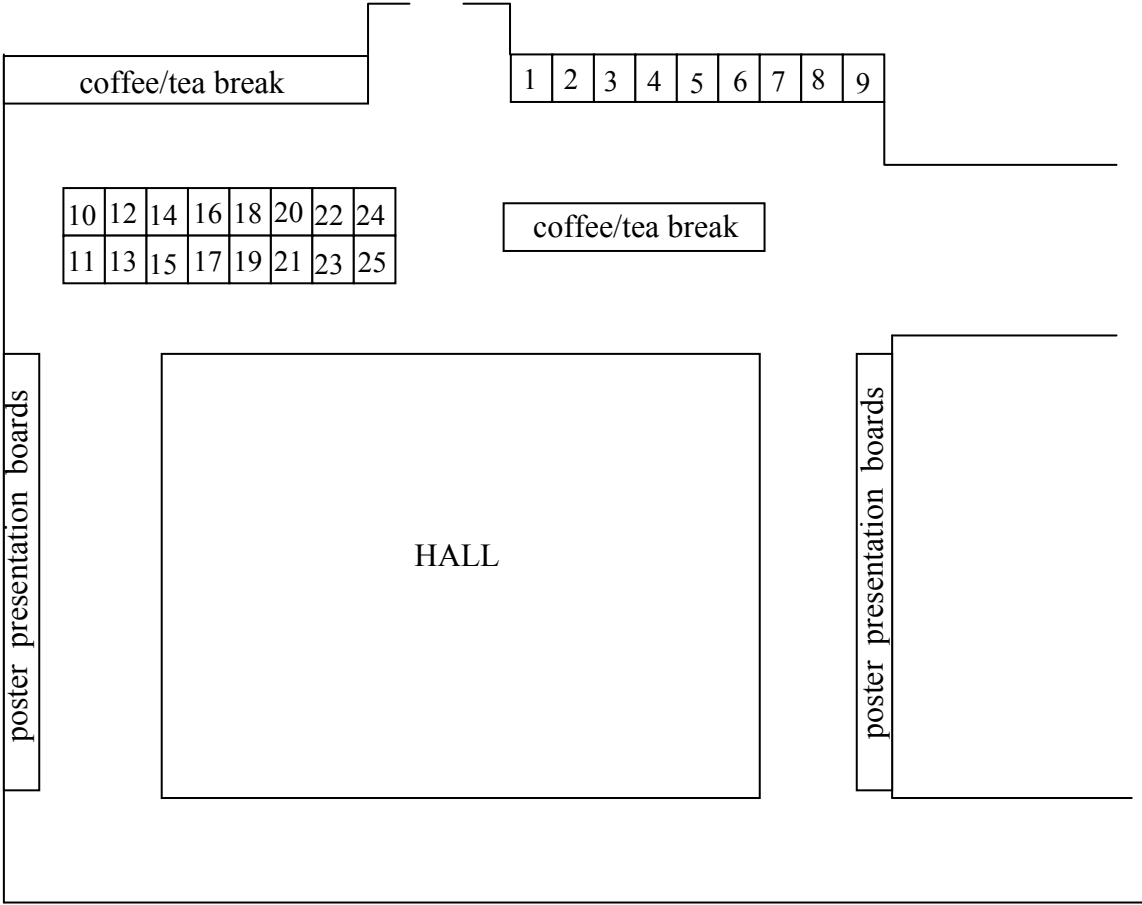 coffee/tea break
1 2 3 4 5 6 7 8 9
10 12 14 16 18 20 22 24
11 13 15 17 19 21 23 25
coffee/tea break
poster presentation boards
HALL
poster presentation boards